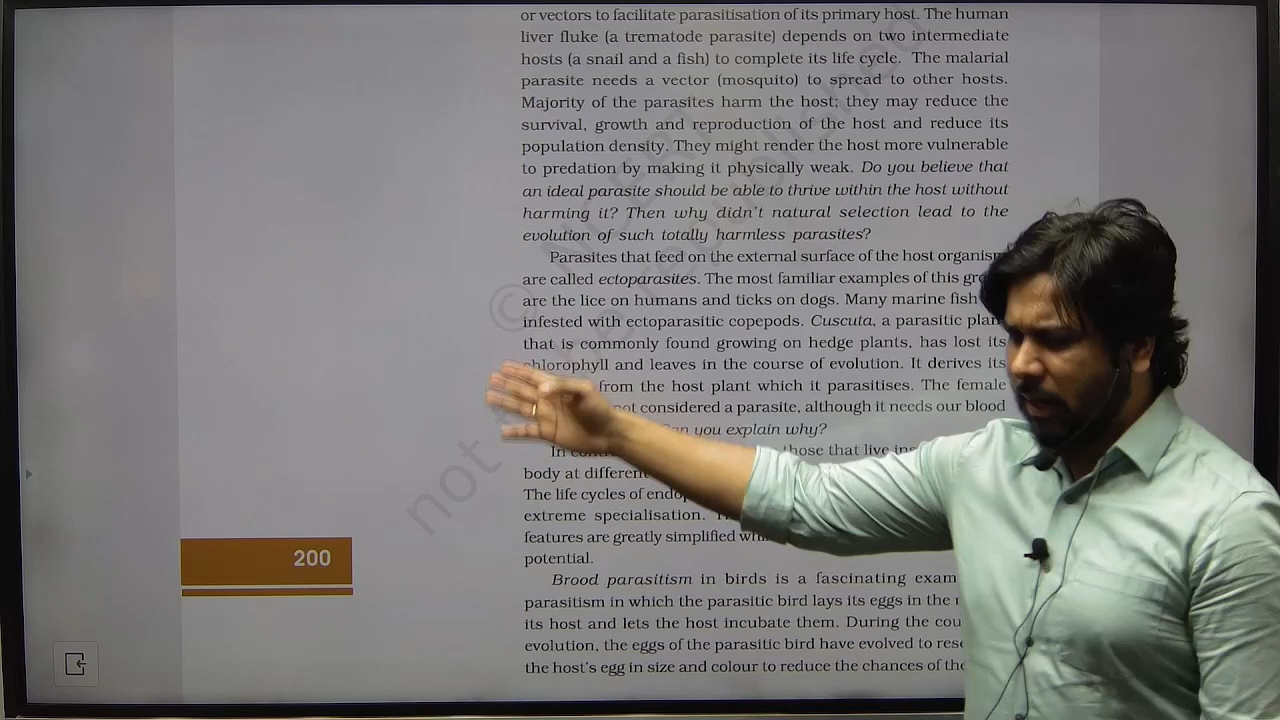 or vectors to facilitate parasitisation of its primary host. The human
liver fluke (a trematode parasite) depends on two intermediate
hosts (a snail and a fish) to complete its life cycle. The malarial
parasite needs a vector (mosquito) to spread to other hosts.
Majority of the parasites harm the host; they may reduce the
survival, growth and reproduction of the host and reduce its
population density. They might render the host more vulnerable
to predation by making it physically weak. Do you believe that
an ideal parasite should be able to thrive within the host without
harming it? Then why didn't natural selection lead to the
evolution of such totally harmless parasites?
Parasites that feed on the external surface of the host organism
are called ectoparasites. The most familiar examples of this
are the lice on humans and ticks on dogs. Many marine fish
infested with ectoparasitic copepods. Cuscuta, a parasitic
that is commonly found growing on hedge plants, has lost its
chlorophyll and leaves in the course of evolution. It derives its
from the host plant which it parasitises. The female
not considered a parasite, although it needs our blood
Can you explain why?
In those that live
body at different
The life cycles of
extreme specialisation.
features are greatly simplified
potential.
Brood parasitism in birds is a fascinating
parasitism in which the parasitic bird lays its eggs in the
its host and lets the host incubate them. During the
evolution, the eggs of the parasitic bird have evolved to
the host's egg in size and colour to reduce the chances of
200
© NCERT
not to be republished